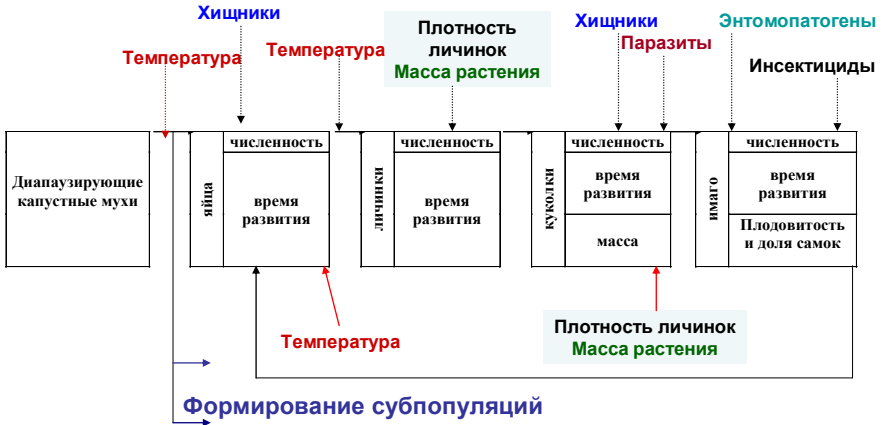 Хищники
Плотность
личинок
Масса растения
Хищники
Энтомопатогены
Температура
Температура
Паразиты
Инсектициды
Диапаузирующие
капустные мухи
яйца
численность
время
развития
личинки
численность
время
развития
куколки
численность
время
развития
масса
имаго
численность
время
развития
Плодовитость
и доля самок
Температура
Плотность личинок
Масса растения
Формирование субпопуляций